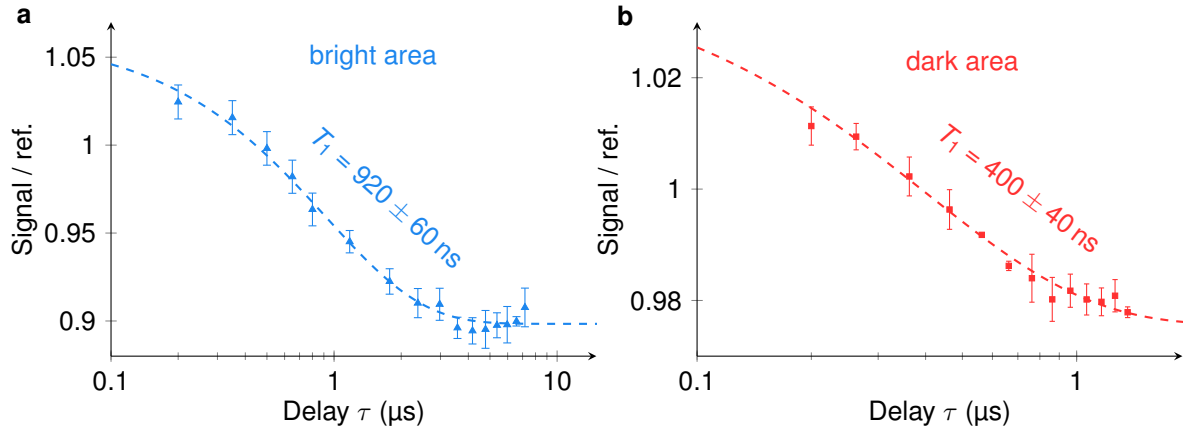 a
bright area
1.05
1
0.95
0.9
Signal / ref.
T1 = 920 ± 60 ns
0.1
1
10
Delay τ (µs)
b
dark area
1.02
1
0.98
Signal / ref.
T1 = 400 ± 40 ns
0.1
1
Delay τ (µs)